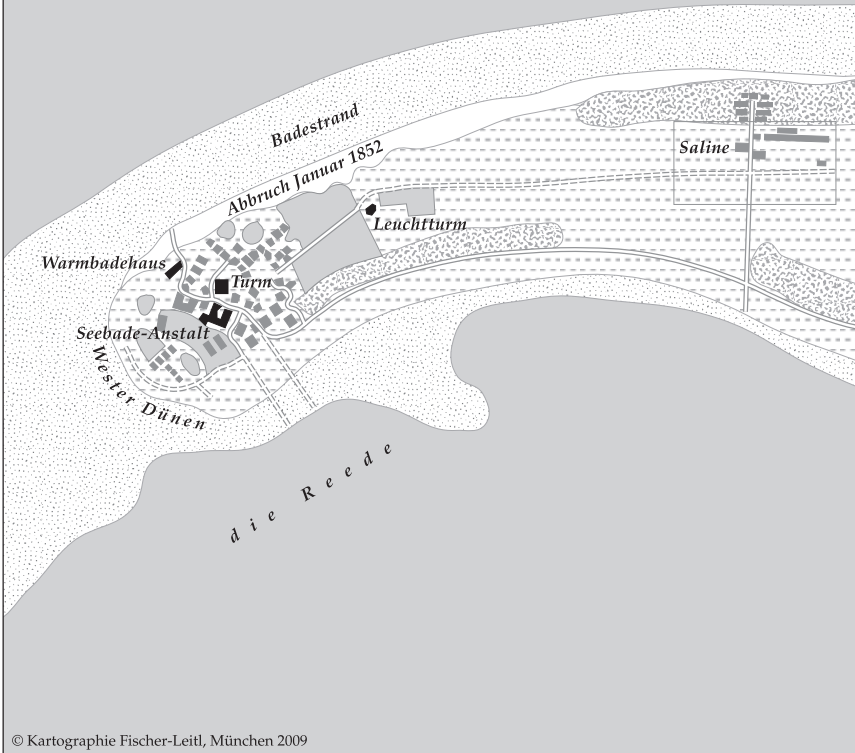 Badestrand
Abbruch Januar 1852
Saline
Leuchtturm
Warmbadehaus
Turm
Seebade-Anstalt
Wester Dünen
die Reede
© Kartographie Fischer-Leitl, München 2009